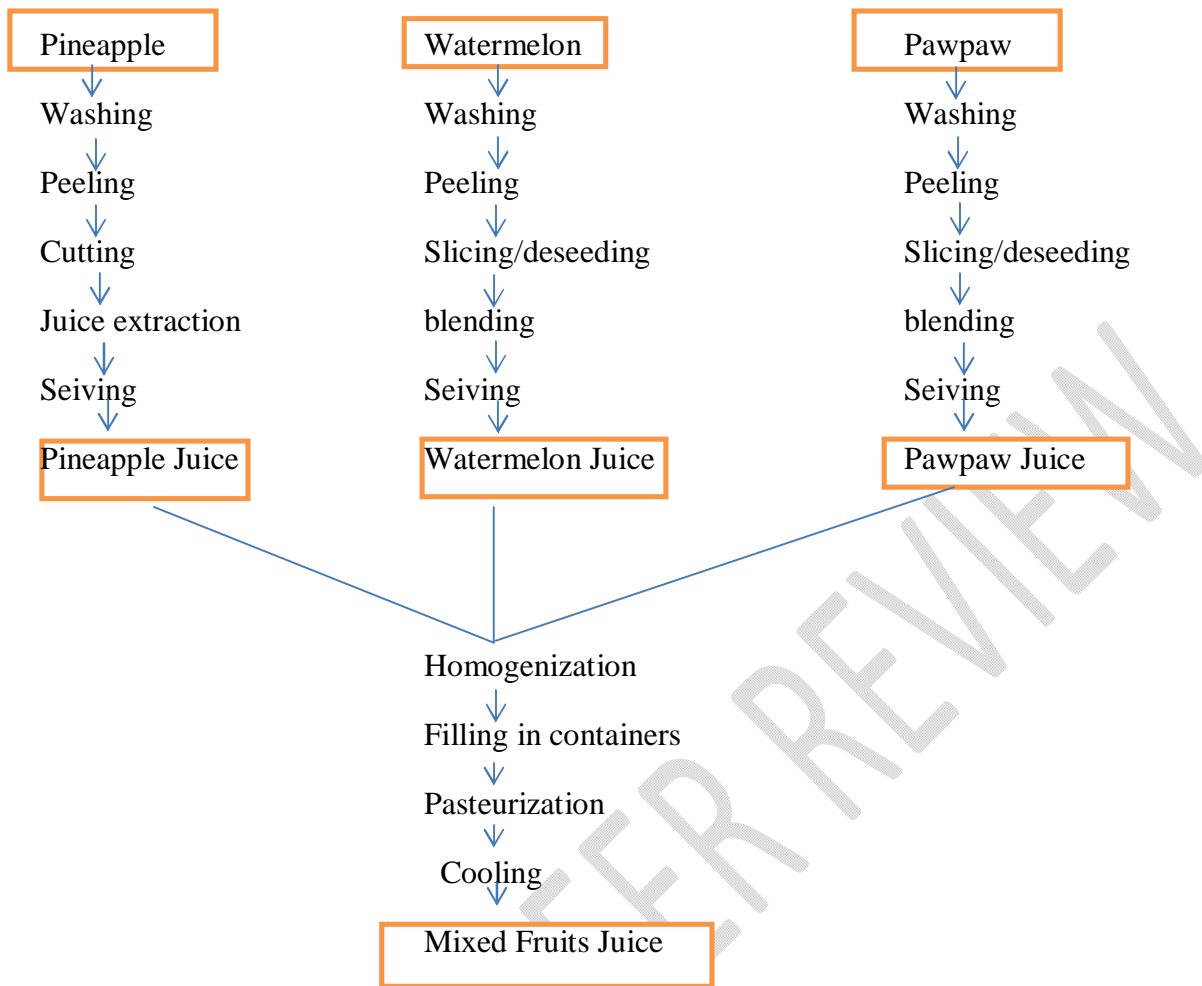 Pineapple
Washing
Peeling
Cutting
Juice extraction
Seiving
Pineapple Juice
Watermelon
Washing
Peeling
Slicing/deseeding
blending
Seiving
Watermelon Juice
Pawpaw
Washing
Peeling
Slicing/deseeding
blending
Seiving
Pawpaw Juice
Homogenization
Filling in containers
Pasteurization
Cooling
Mixed Fruits Juice
EER REVIEW